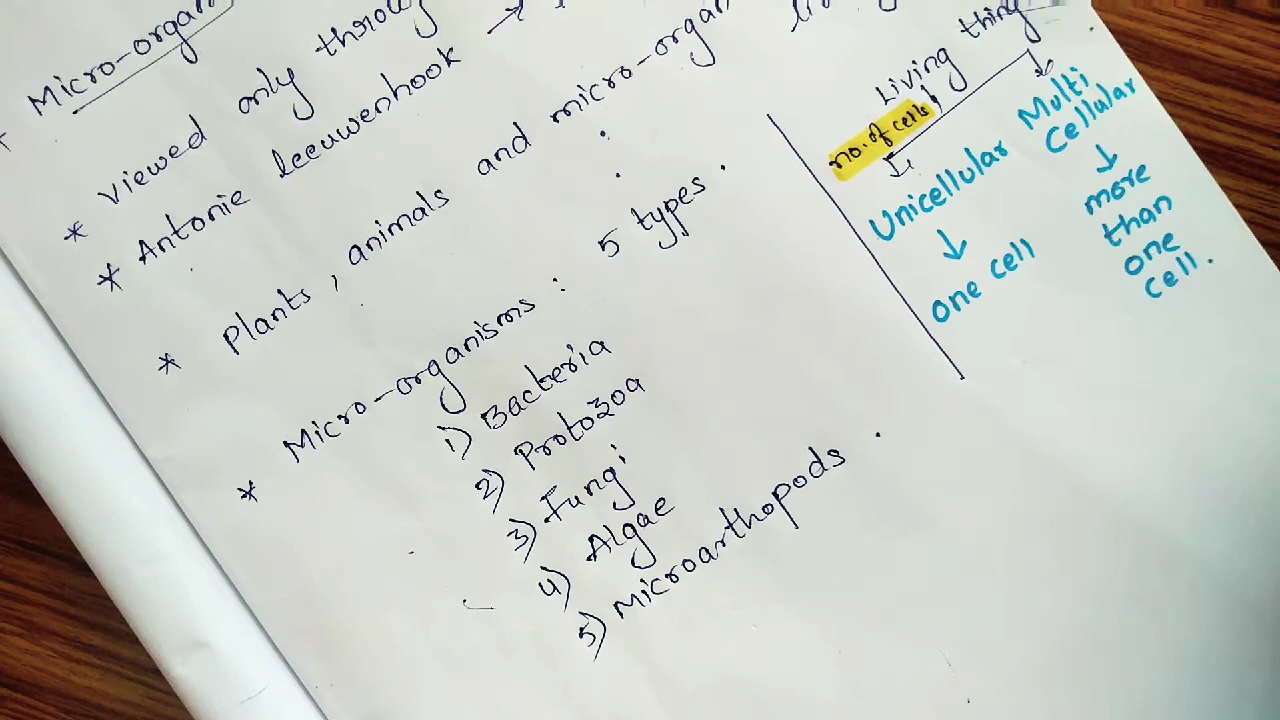 Micro-organ
* Viewed only throug
* Antonie leeuwenhook →
* Plants, animals and micro-organ
* Micro-organisms : 5 types.
1) Bacteria
2) Protozoa
3) Fungi
4) Algae
5) Microarthopods.
Living thing
no. of cells
Unicellular
↓
one cell
Multi
Cellular
↓
more
than
one
cell.